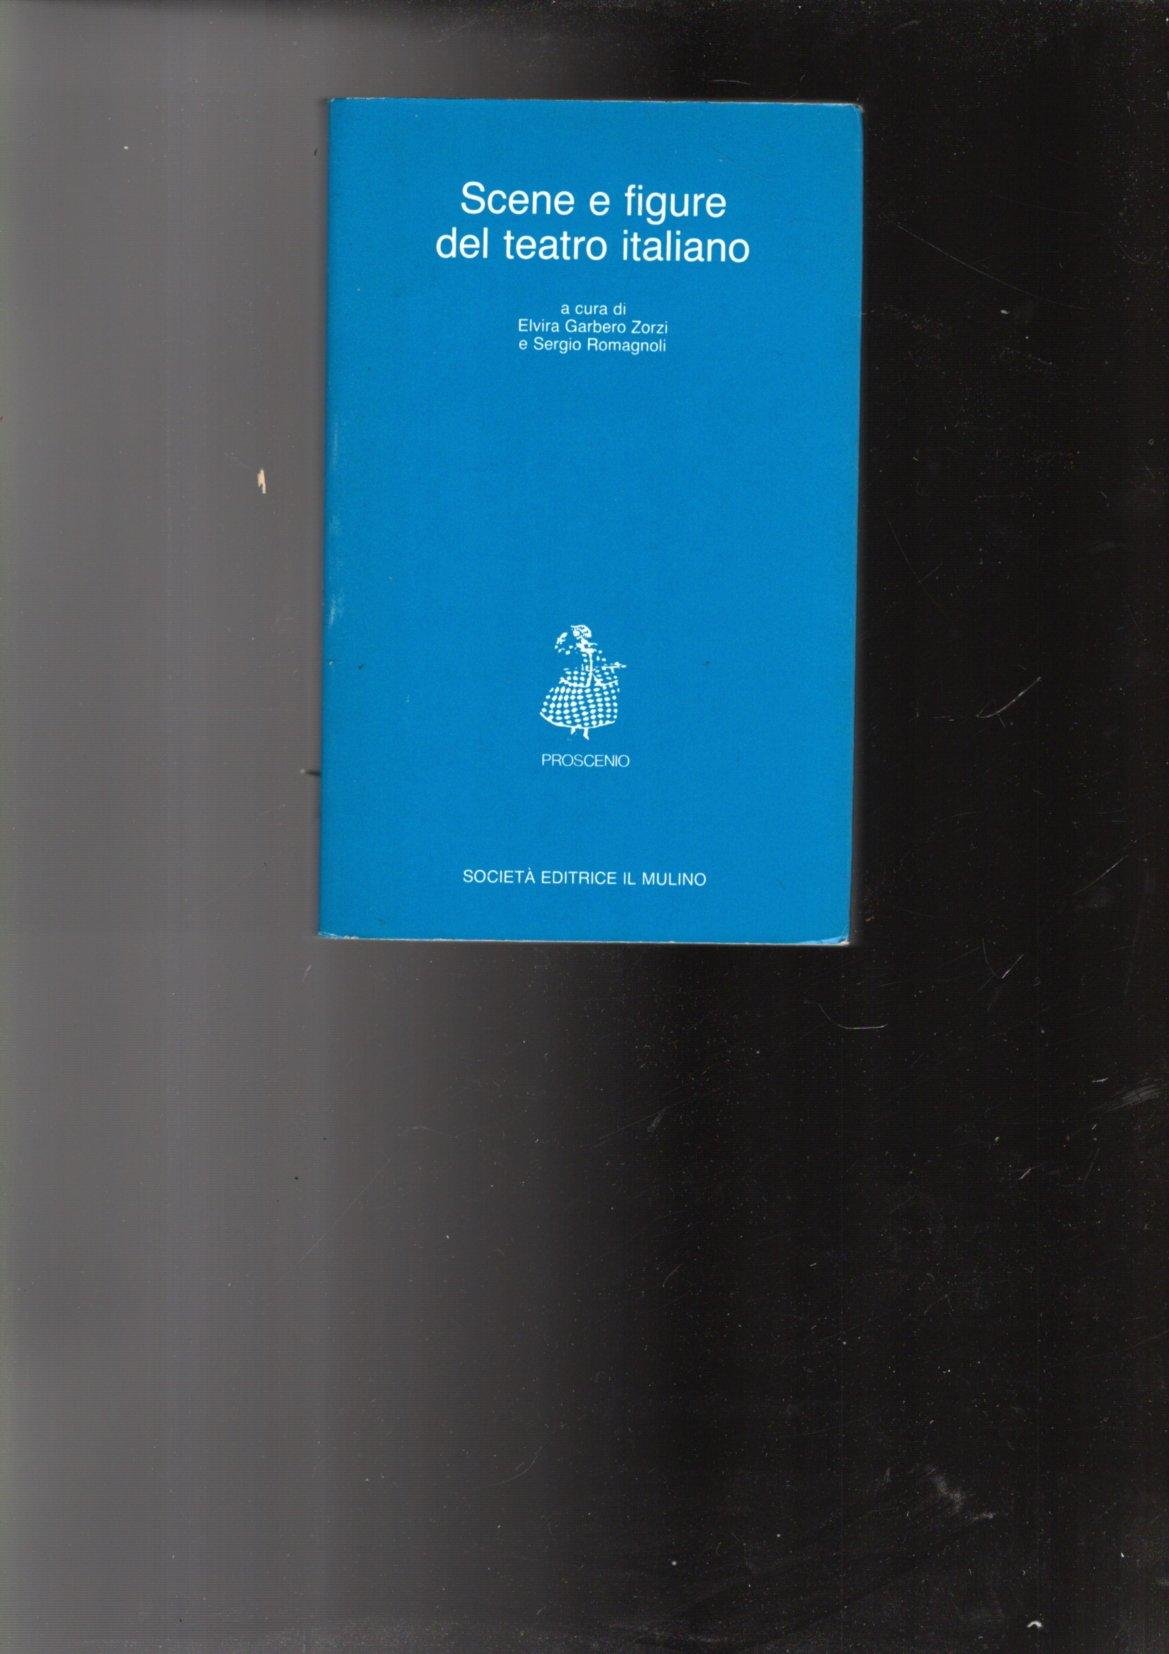 Scene e figure
del teatro italiano
a cura di
Elvira Garbero Zorzi
e Sergio Romagnoli
PROSCENIO
SOCIETÀ EDITRICE IL MULINO